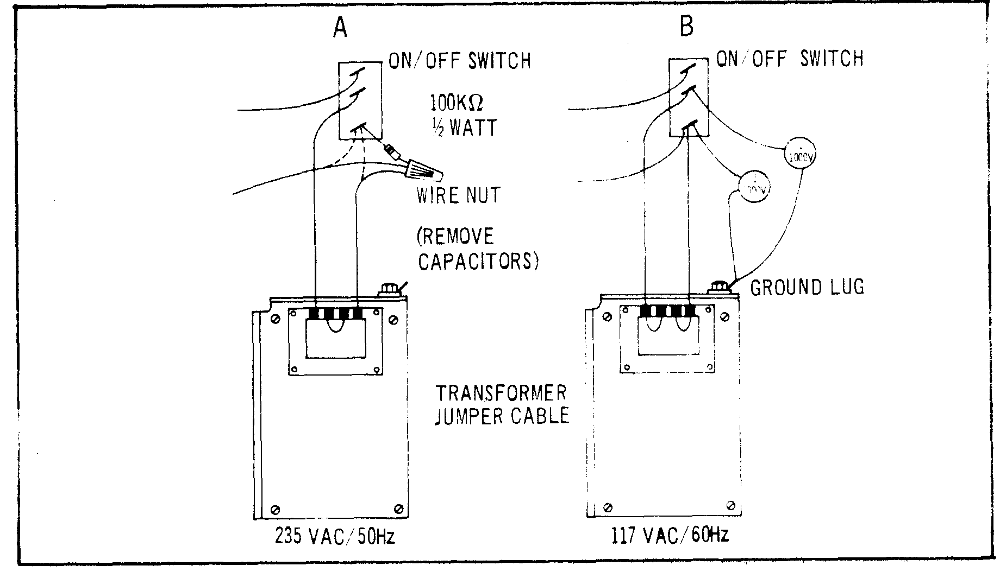 A
ON/OFF SWITCH
100KΩ
½ WATT
WIRE NUT
(REMOVE
CAPACITORS)
TRANSFORMER
JUMPER CABLE
235 VAC/50Hz
B
ON/OFF SWITCH
1000V
GROUND LUG
117 VAC/60Hz